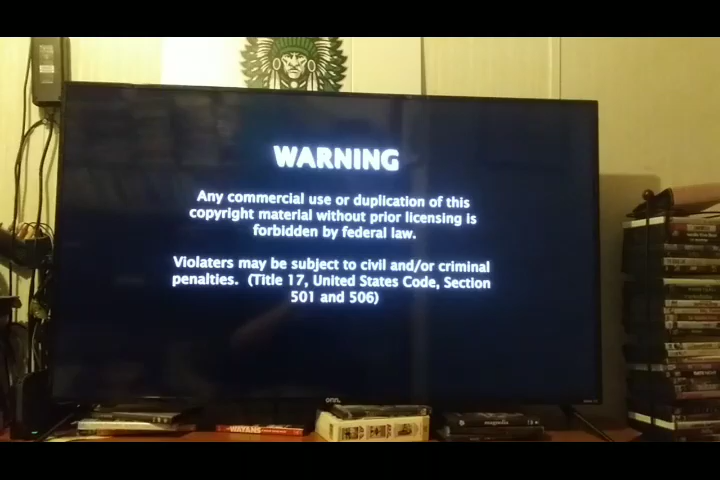 WARNING
Any commercial use or duplication of this
copyright material without prior licensing is
forbidden by federal law.
Violaters may be subject to civil and/or criminal
penalties. (Title 17, United States Code, Section
501 and 506)
onn.
WAYANS
magnolia